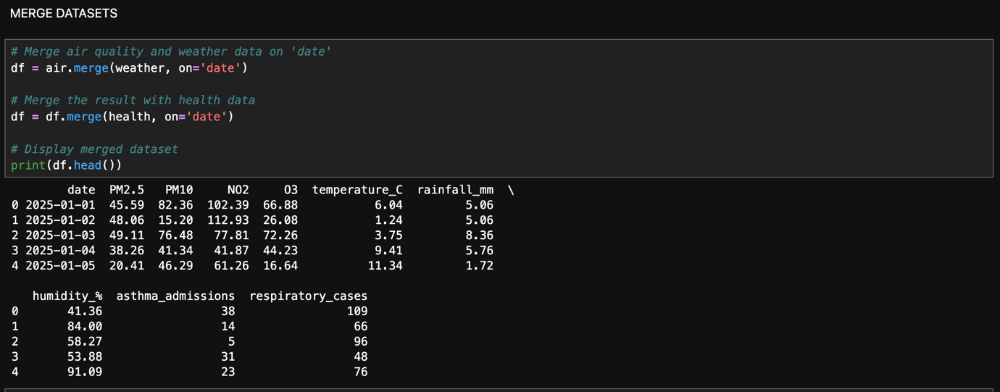 MERGE DATASETS
# Merge air quality and weather data on 'date'
df = air.merge(weather, on='date')
# Merge the result with health data
df = df.merge(health, on='date')
# Display merged dataset
print(df.head())
        date  PM2.5   PM10     NO2     O3  temperature_C  rainfall_mm  \
0 2025-01-01  45.59  82.36  102.39  66.88           6.04         5.06
1 2025-01-02  48.06  15.20  112.93  26.08           1.24         5.06
2 2025-01-03  49.11  76.48   77.81  72.26           3.75         8.36
3 2025-01-04  38.26  41.34   41.87  44.23           9.41         5.76
4 2025-01-05  20.41  46.29   61.26  16.64          11.34         1.72
   humidity_%  asthma_admissions  respiratory_cases
0       41.36                 38                109
1       84.00                 14                 66
2       58.27                  5                 96
3       53.88                 31                 48
4       91.09                 23                 76